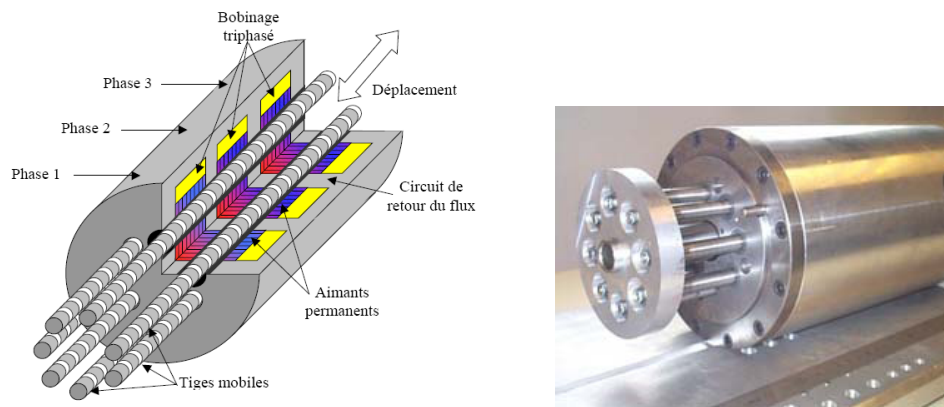 Bobinage
triphasé
Phase 3
Déplacement
Phase 2
Phase 1
Circuit de
retour du flux
Aimants
permanents
Tiges mobiles